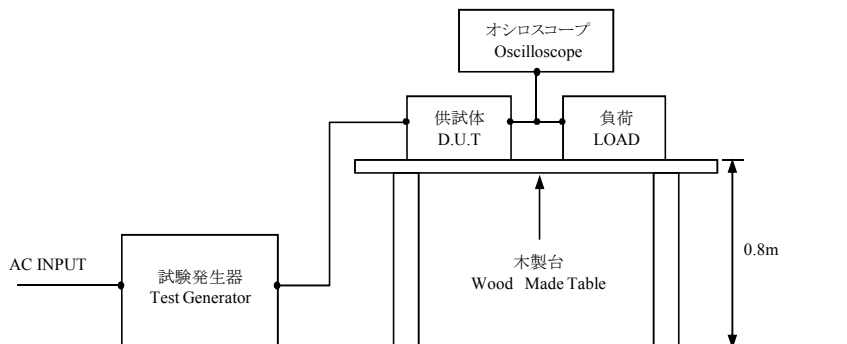 オシロスコープ
Oscilloscope
供試体
D.U.T
負荷
LOAD
AC INPUT
試験発生器
Test Generator
木製台
Wood Made Table
0.8m